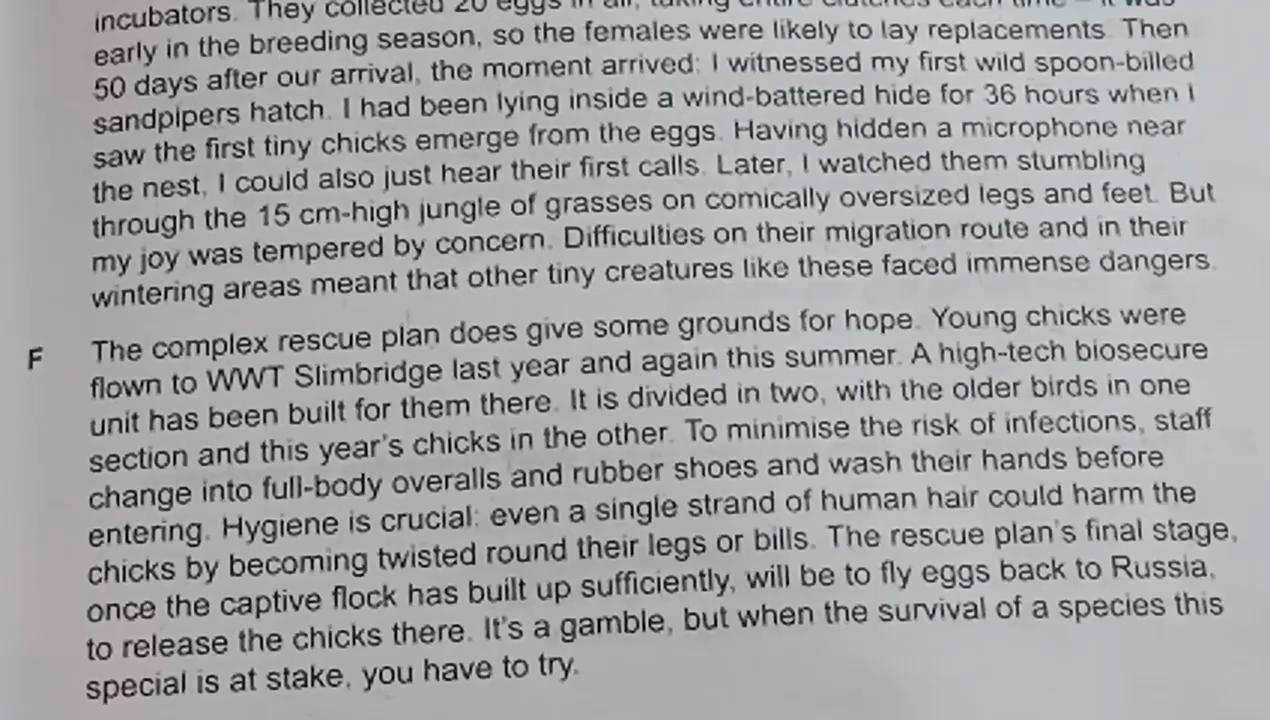 incubators. They collected 20 eggs in all, taking entire clutches each time – it was
early in the breeding season, so the females were likely to lay replacements. Then
50 days after our arrival, the moment arried: I witnessed my first wild spoon-billed
sandpipers hatch. I had been lying inside a wind-battered hide for 36 hours when I
saw the first tiny chicks emerge from the eggs. Having hidden a microphone near
the nest, I could also just hear their first calls. Later, I watched them stumbling
through the 15 cm-high jungle of grasses on comically oversized legs and feet. But
my joy was tempered by concern. Difficulties on their migration route and in their
wintering areas meant that other tiny creatures like these faced immense dangers.
F The complex rescue plan does give some grounds for hope. Young chicks were
flown to WWT Slimbridge last year and again this summer. A high-tech biosecure
unit has been built for them there. It is divided in two, with the older birds in one
section and this year's chicks in the other. To minimise the risk of infections, staff
change into full-body overalls and rubber shoes and wash their hands before
entering. Hygiene is crucial: even a single strand of human hair could harm the
chicks by becoming twisted round their legs or bills. The rescue plan's final stage,
once the captive flock has built up sufficiently, will be to fly eggs back to Russia,
to release the chicks there. It's a gamble, but when the survival of a species this
special is at stake, you have to try.